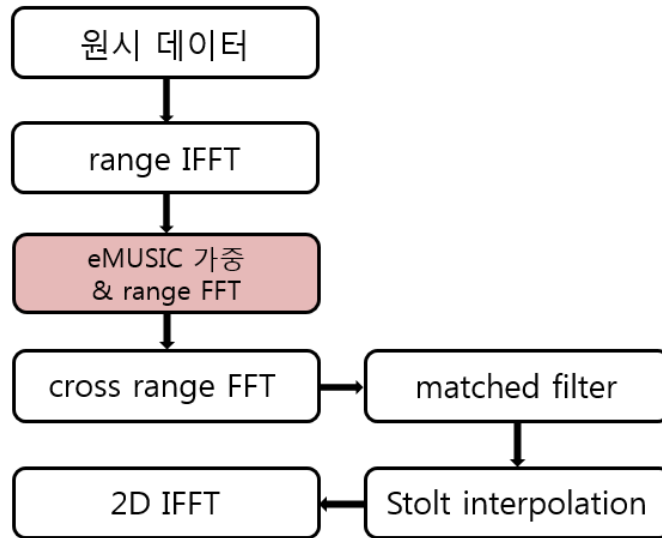 원시 데이터
range IFFT
eMUSIC 가중
& range FFT
cross range FFT
matched filter
Stolt interpolation
2D IFFT